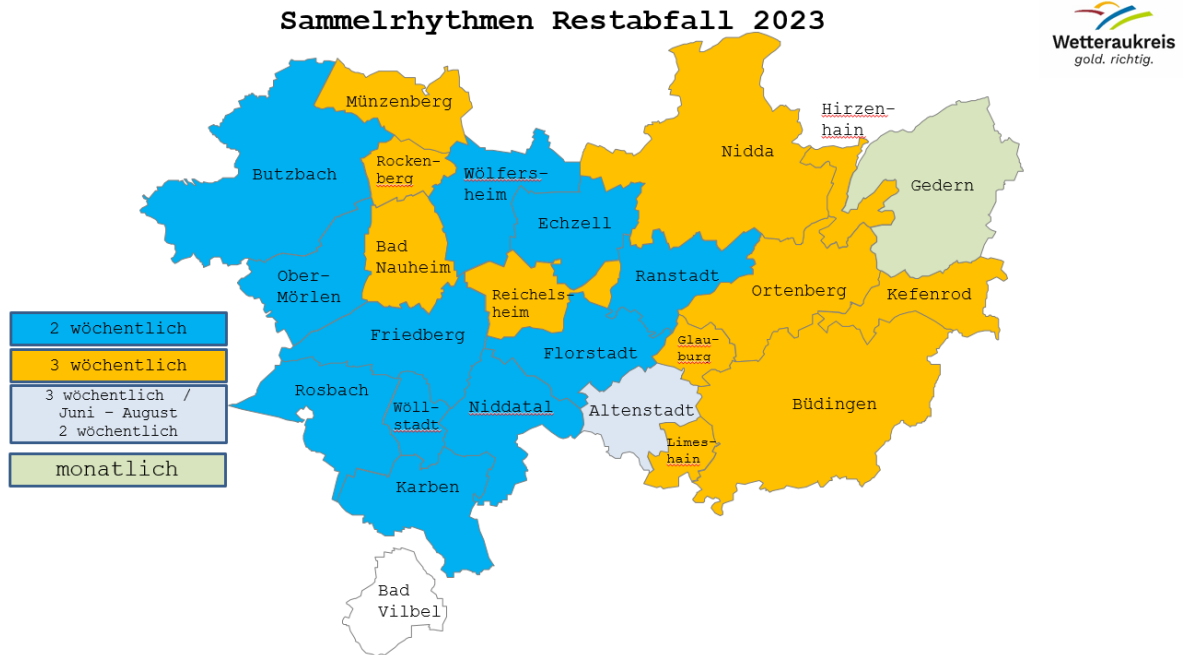 Sammelrhythmen Restabfall 2023
Wetteraukreis
gold. richtig.
Münzenberg
Hirzen-
hain
Nidda
Rocken-
berg
Butzbach
Wölfers-
heim
Gedern
Echzell
Bad
Nauheim
Ober-
Mörlen
Ranstadt
Ortenberg
Kefenrod
Reichels-
heim
Friedberg
Glau-
burg
Florstadt
2 wöchentlich
3 wöchentlich
3 wöchentlich /
Juni - August
2 wöchentlich
monatlich
Rosbach
Wöll-
stadt
Niddatal
Altenstadt
Büdingen
Limes-
hain
Karben
Bad
Vilbel